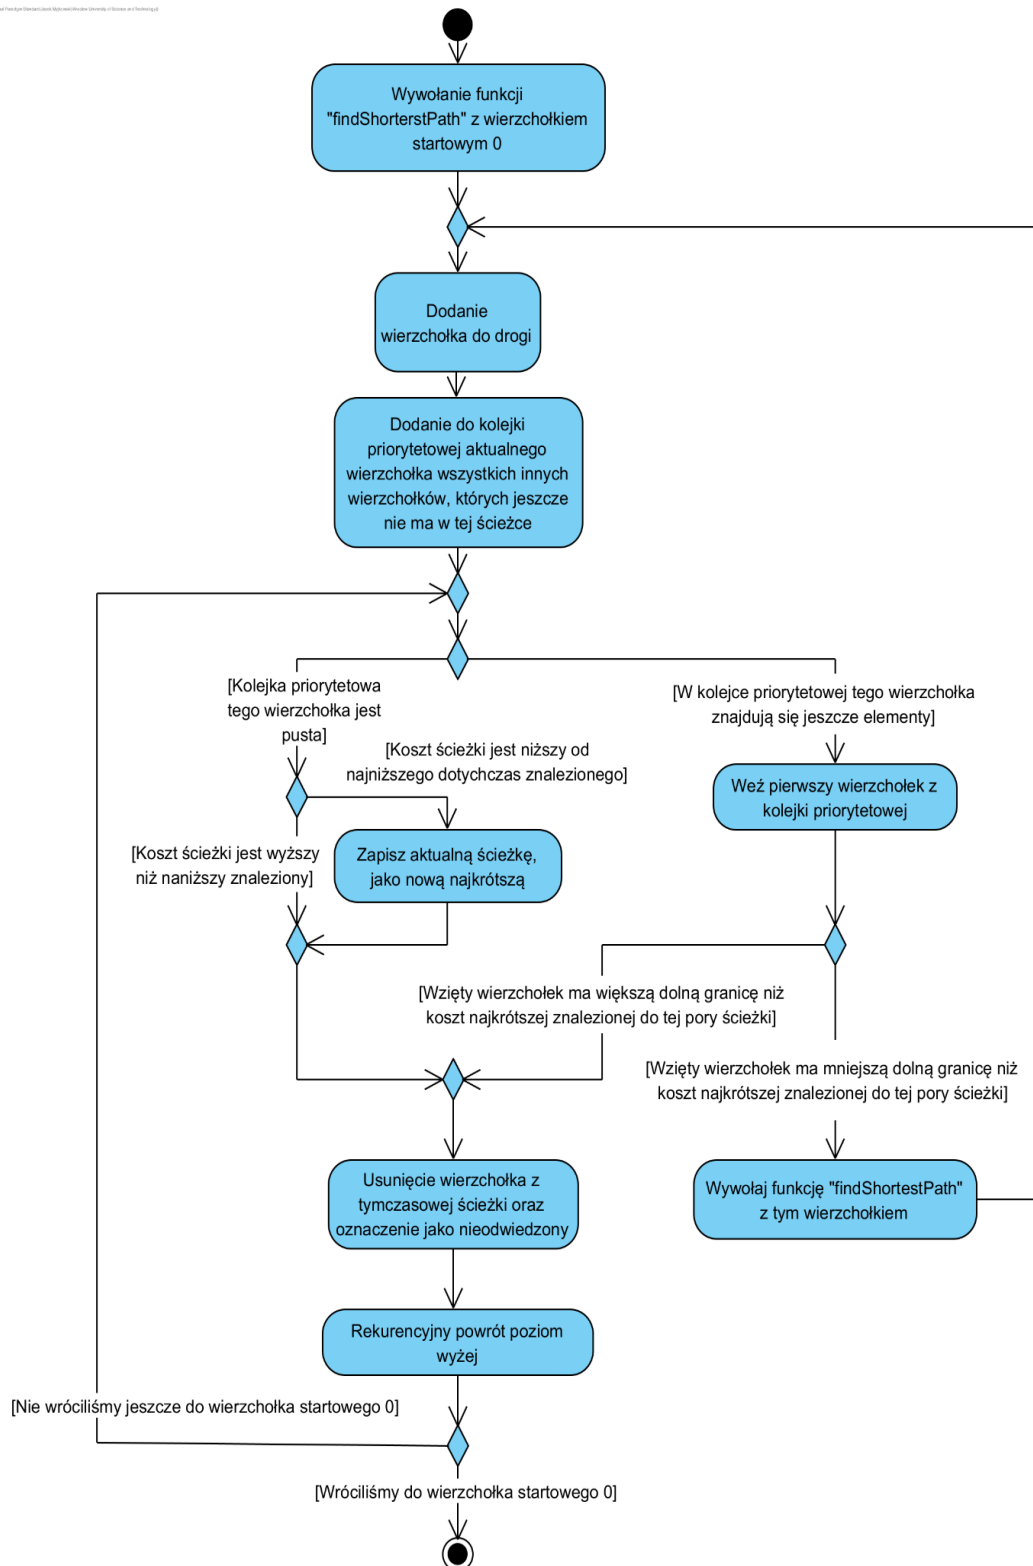 Wywołanie funkcji
"findShorterstPath" z wierzchołkiem
startowym 0
Dodanie
wierzchołka do drogi
Dodanie do kolejki
priorytetowej aktualnego
wierzchołka wszystkich innych
wierzchołków, których jeszcze
nie ma w tej ścieżce
[Kolejka priorytetowa
tego wierzchołka jest
pusta]
[W kolejce priorytetowej tego wierzchołka
znajdują się jeszcze elementy]
[Koszt ścieżki jest niższy od
najniższego dotychczas znalezionego]
Weź pierwszy wierzchołek z
kolejki priorytetowej
[Koszt ścieżki jest wyższy
niż naniższy znaleziony]
Zapisz aktualną ścieżkę,
jako nową najkrótszą
[Wzięty wierzchołek ma większą dolną granicę niż
koszt najkrótszej znalezionej do tej pory ścieżki]
[Wzięty wierzchołek ma mniejszą dolną granicę niż
koszt najkrótszej znalezionej do tej pory ścieżki]
Usunięcie wierzchołka z
tymczasowej ścieżki oraz
oznaczenie jako nieodwiedzony
Wywołaj funkcję "findShortestPath"
z tym wierzchołkiem
Rekurencyjny powrót poziom
wyżej
[Nie wróciliśmy jeszcze do wierzchołka startowego 0]
[Wróciliśmy do wierzchołka startowego 0]